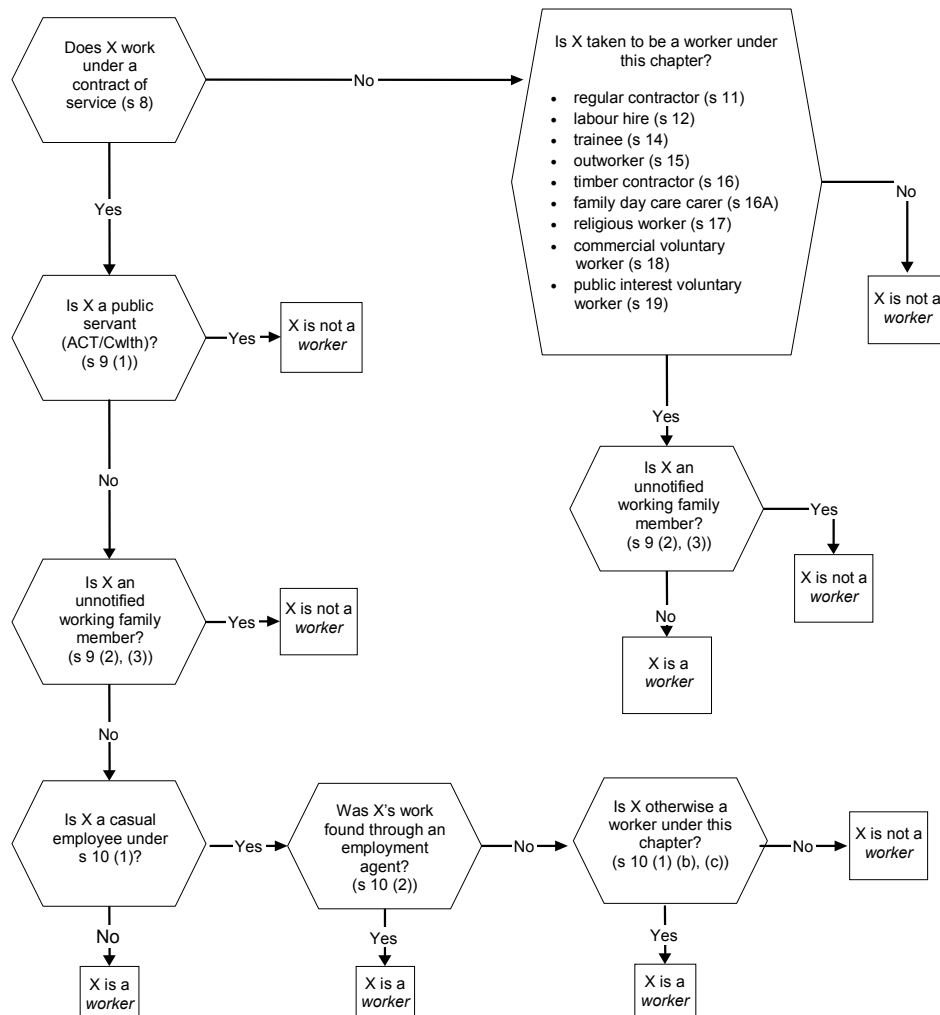 Does X work
under a
contract of
service (s 8)
No
Is X taken to be a worker under
this chapter?
• regular contractor (s 11)
• labour hire (s 12)
• trainee (s 14)
• outworker (s 15)
• timber contractor (s 16)
• family day care carer (s 16A)
• religious worker (s 17)
• commercial voluntary
worker (s 18)
• public interest voluntary
worker (s 19)
No
X is not a
worker
Yes
Is X a public
servant
(ACT/Cwlth)?
(s 9 (1))
Yes
X is not a
worker
Yes
Is X an
unnotified
working family
member?
(s 9 (2), (3))
Yes
X is not a
worker
No
X is a
worker
No
Is X an
unnotified
working family
member?
(s 9 (2), (3))
Yes
X is not a
worker
No
Is X a casual
employee under
s 10 (1)?
Yes
Was X's work
found through an
employment
agent?
(s 10 (2))
No
Is X otherwise a
worker under this
chapter?
(s 10 (1) (b), (c))
No
X is not a
worker
No
X is a
worker
Yes
X is a
worker
Yes
X is a
worker